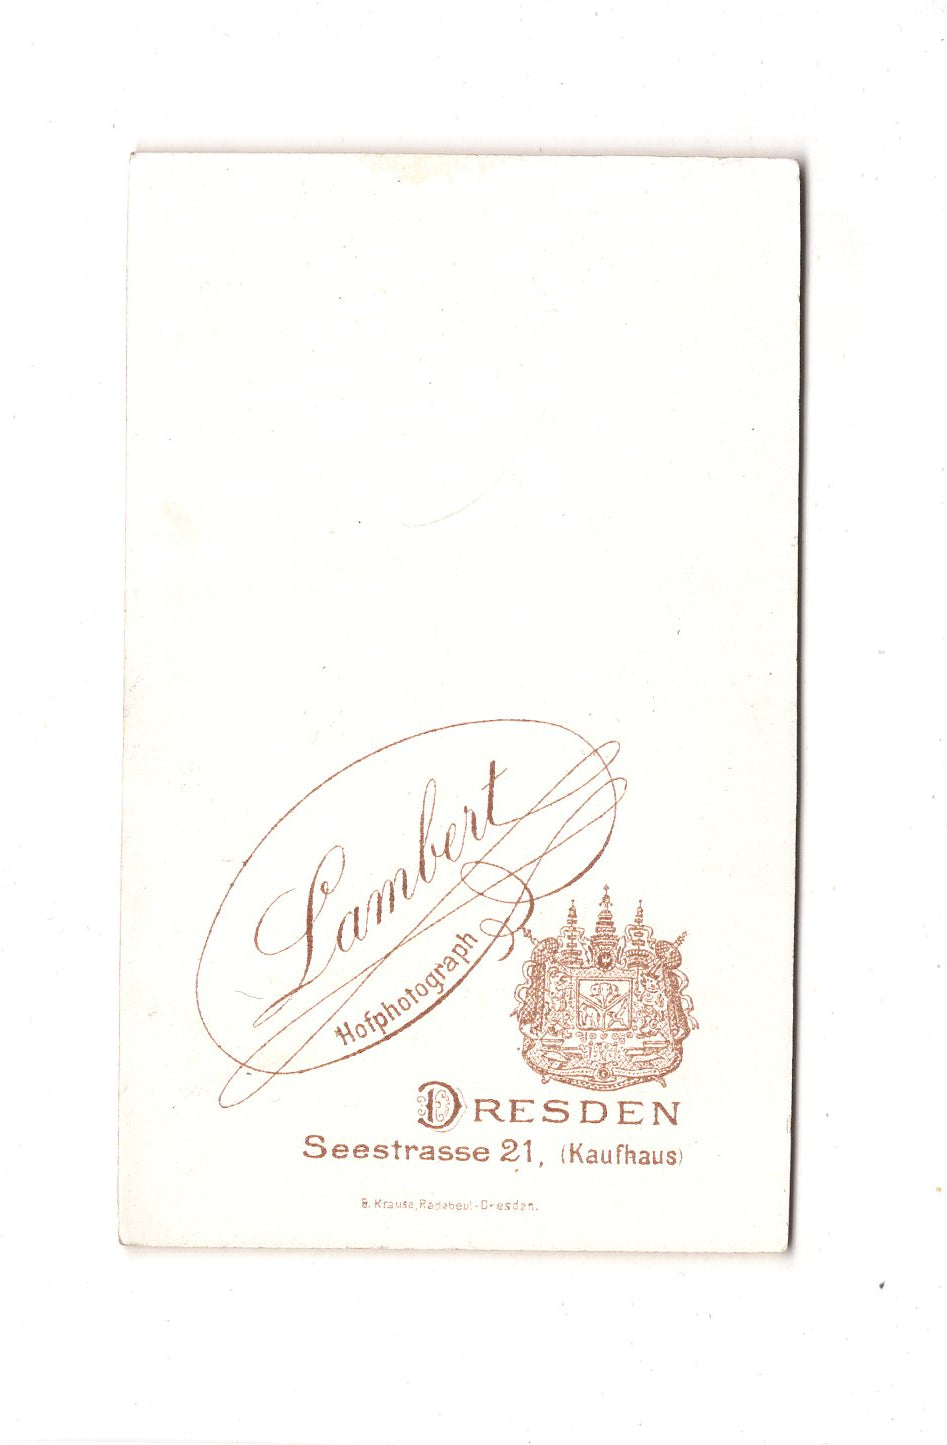 Lambert
Hofphotograph
DRESDEN
Seestrasse 21, (Kaufhaus)
E. Krause, Radebeul-Dresden.